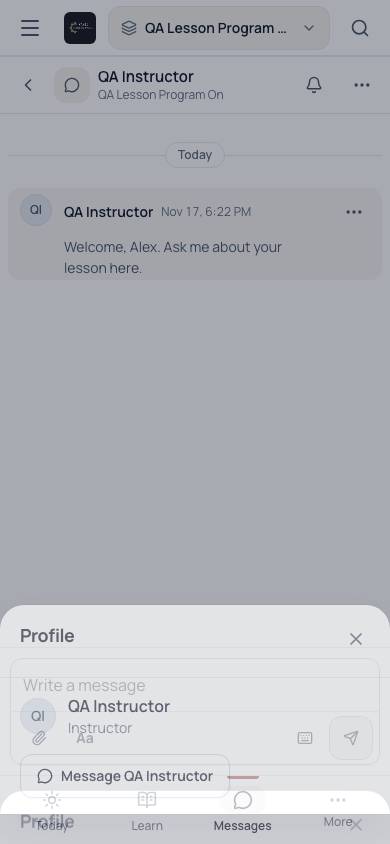 QA Lesson Program ...
QA Instructor
QA Lesson Program On
Today
QI
QA Instructor Nov 17, 6:22 PM
Welcome, Alex. Ask me about your
lesson here.
Profile
Write a message
QI
QA Instructor
Instructor
Aa
Message QA Instructor
Profile
Today
Learn
Messages
More